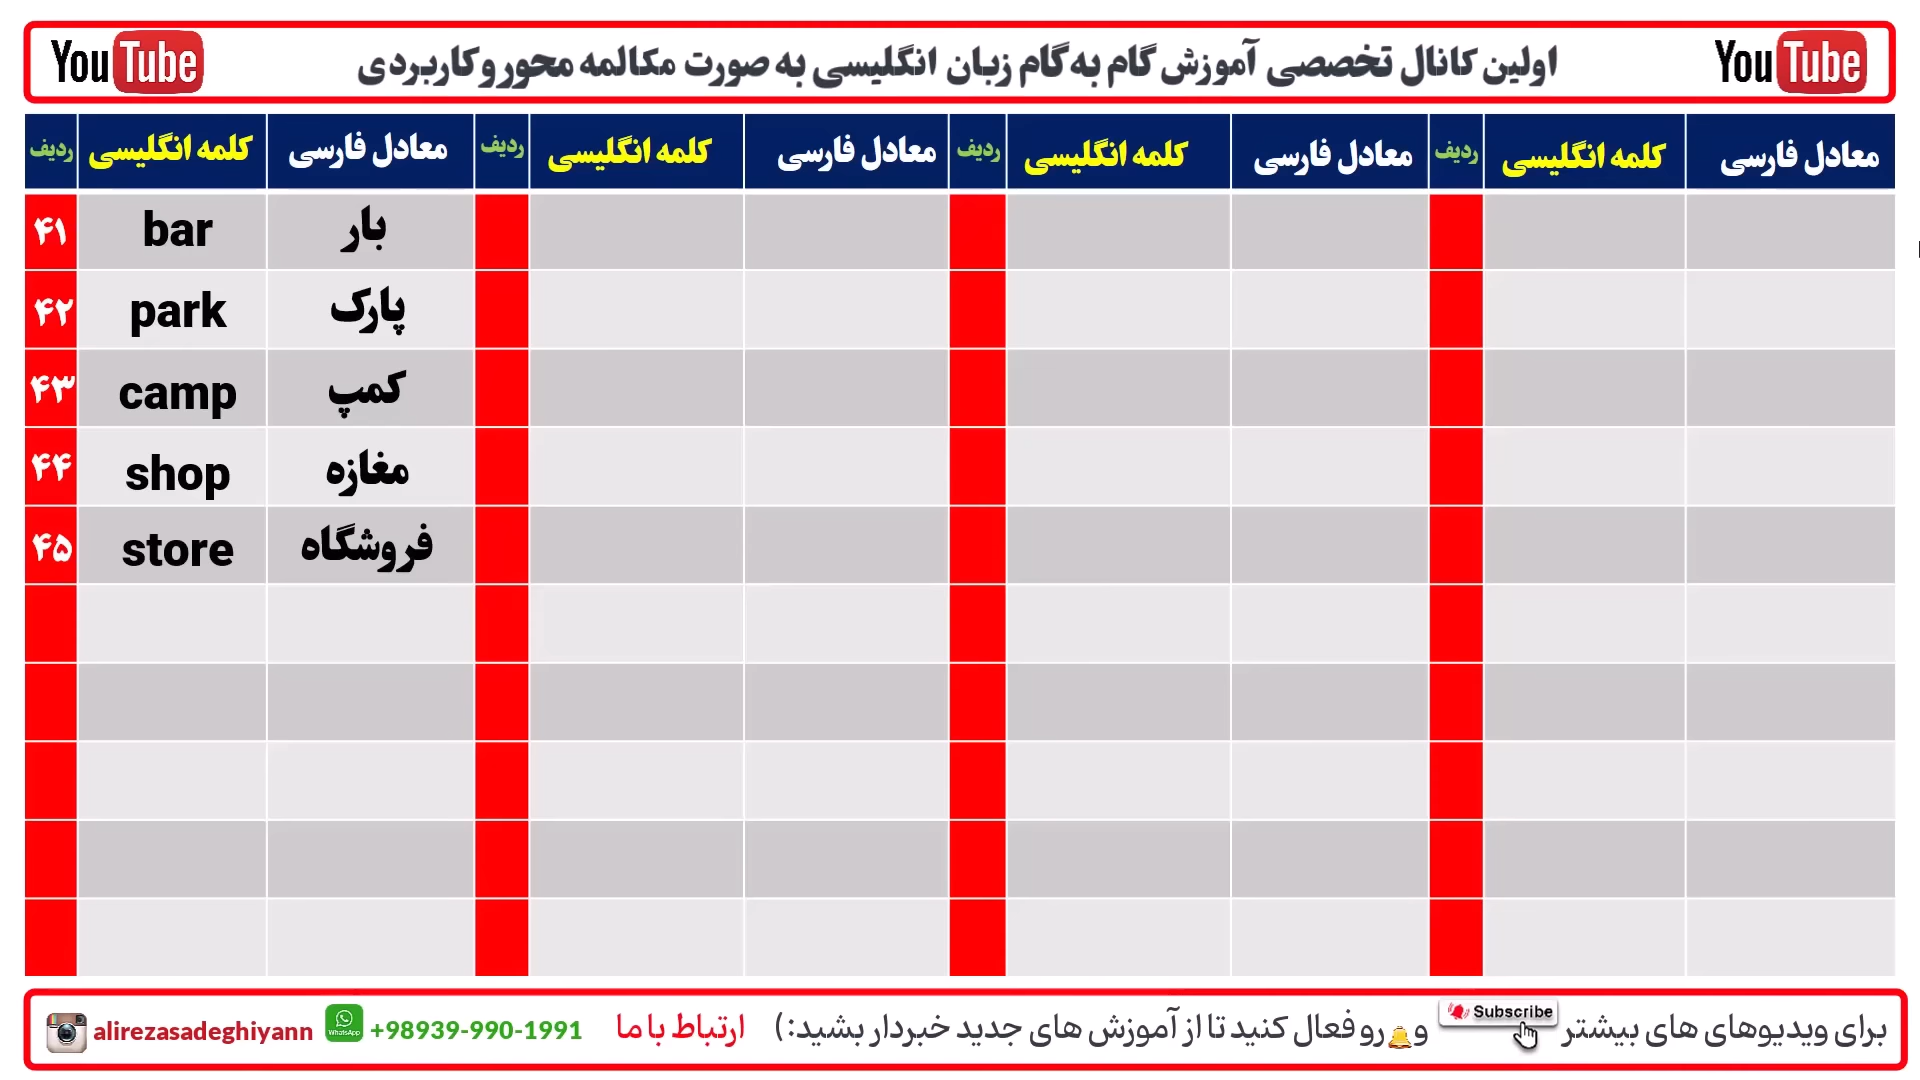 YouTube اولین کانال تخصصی آموزش گام به گام زبان انگلیسی به صورت مکالمه محور و کاربردی YouTube
ردیف کلمه انگلیسی معادل فارسی ردیف کلمه انگلیسی معادل فارسی ردیف کلمه انگلیسی معادل فارسی ردیف کلمه انگلیسی معادل فارسی
۴۱ bar بار
۴۲ park پارک
۴۳ camp کمپ
۴۴ shop مغازه
۴۵ store فروشگاه
برای ویدیوهای های بیشتر Subscribe و رو فعال کنید تا از آموزش های جدید خبردار بشید:) ارتباط با ما +98939-990-1991 WhatsApp alirezasadeghiyann